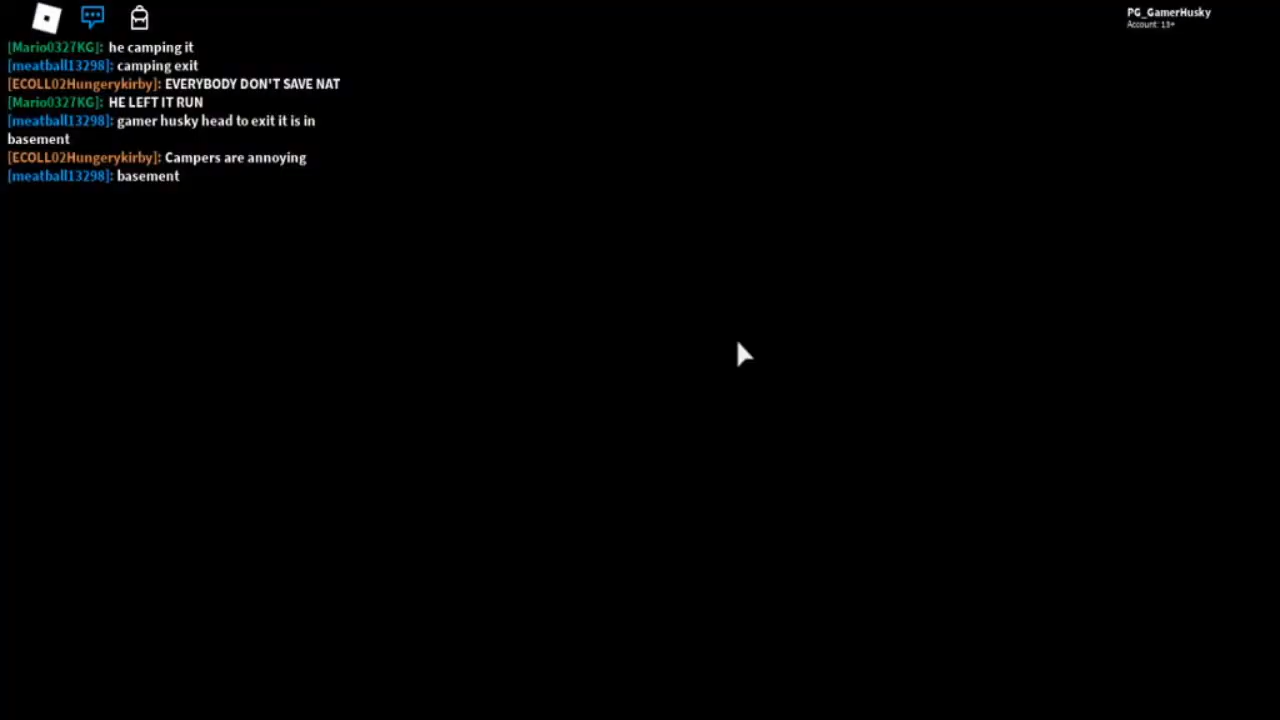 PG_GamerHusky
Account: 13+
[Mario0327KG]: he camping it
[meatball13298]: camping exit
[ECOLL02Hungerykirby]: EVERYBODY DON'T SAVE NAT
[Mario0327KG]: HE LEFT IT RUN
[meatball13298]: gamer husky head to exit it is in
basement
[ECOLL02Hungerykirby]: Campers are annoying
[meatball13298]: basement